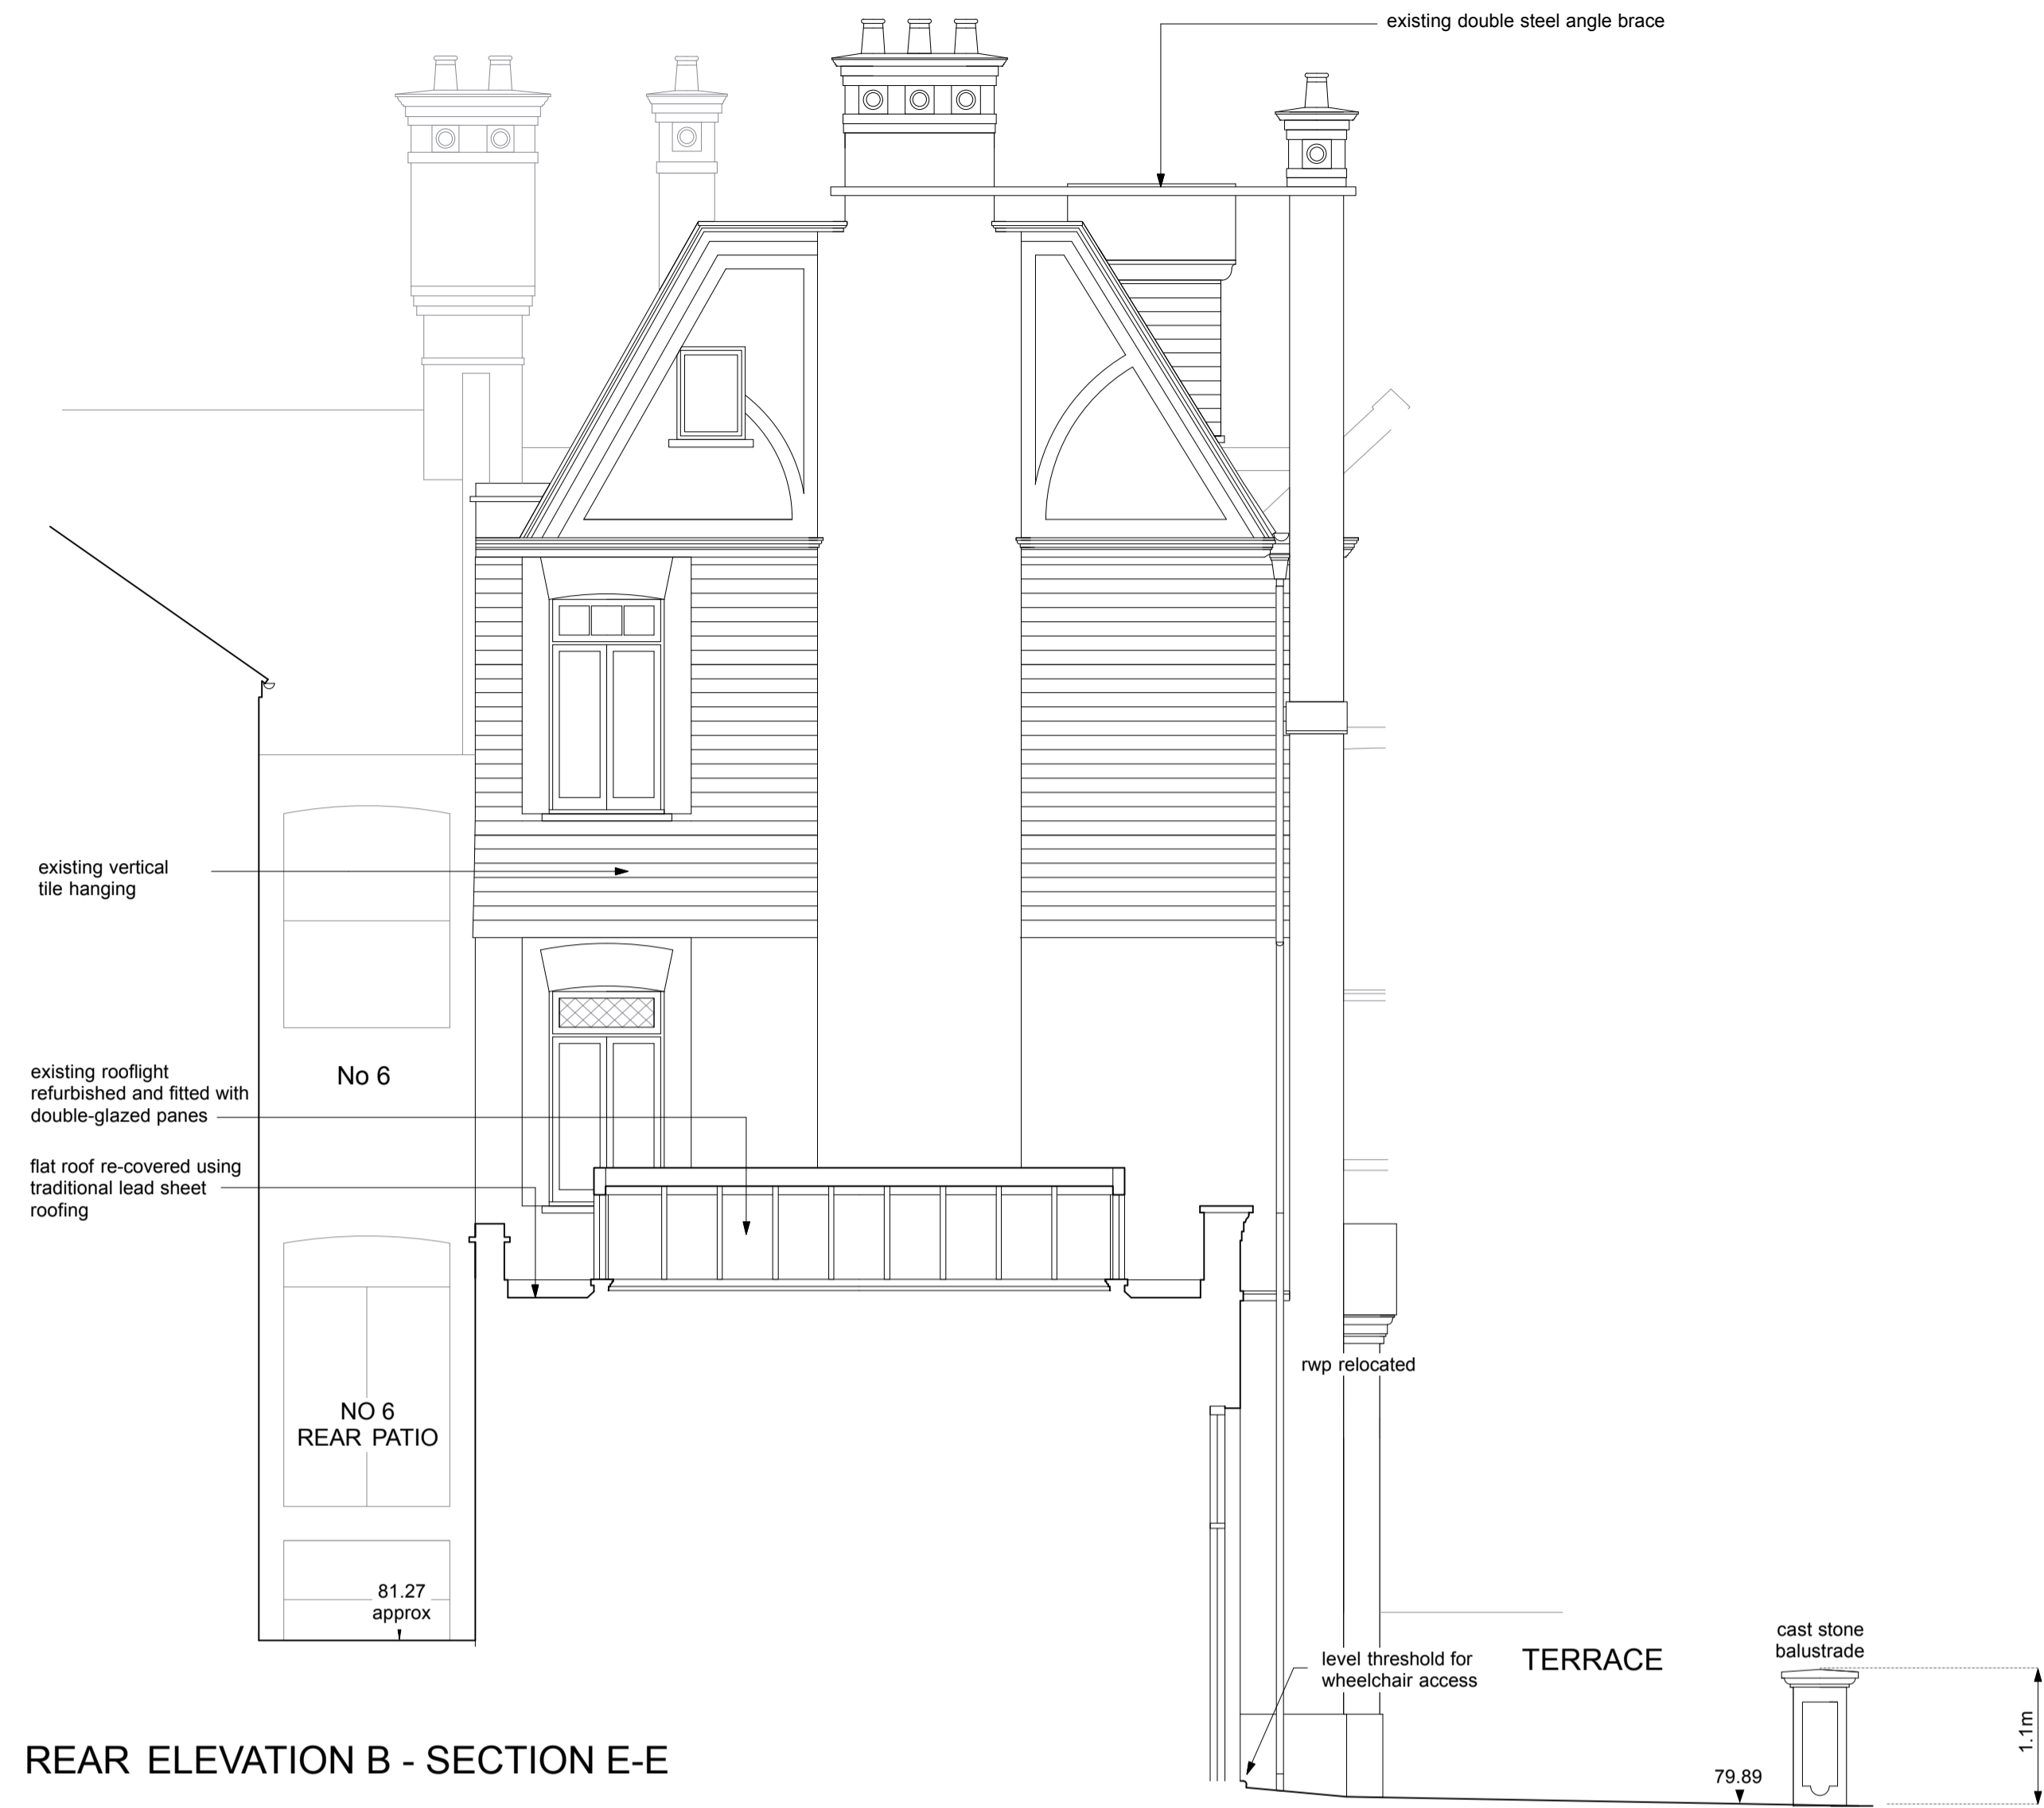 existing double steel angle brace
existing vertical
tile hanging
existing rooflight
refurbished and fitted with
double-glazed panes
No 6
flat roof re-covered using
traditional lead sheet
roofing
rwp relocated
NO 6
REAR PATIO
81.27
approx
level threshold for
wheelchair access
TERRACE
cast stone
balustrade
1.1m
79.89
REAR ELEVATION B - SECTION E-E